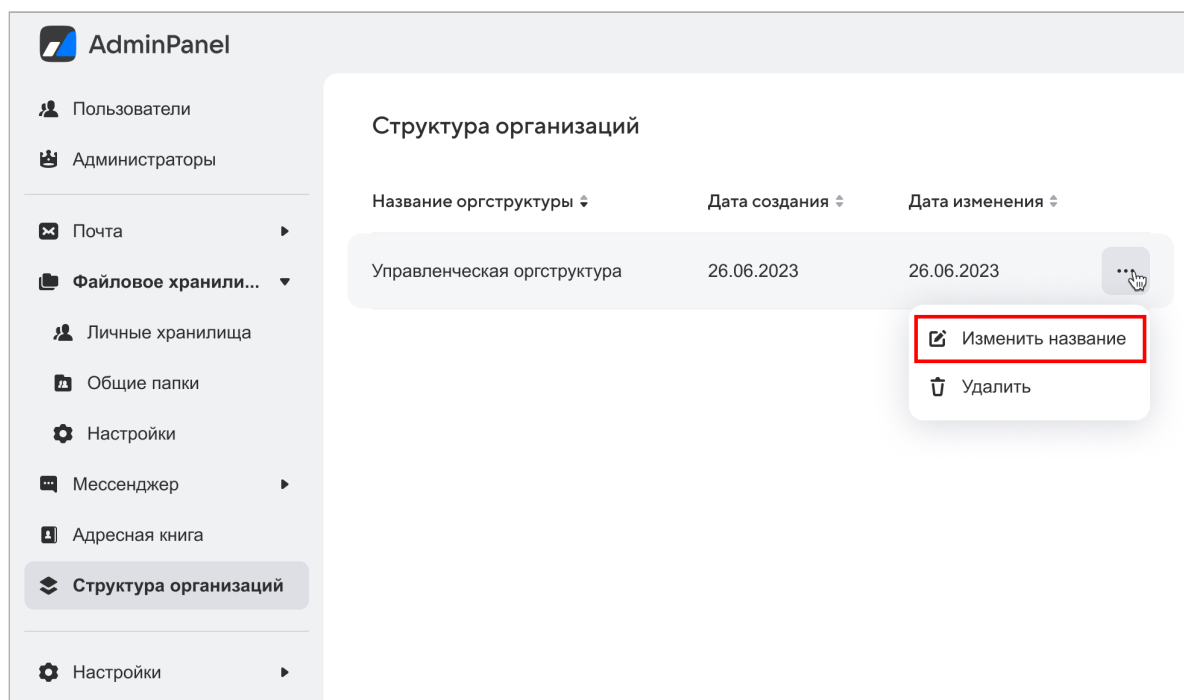 AdminPanel
Пользователи
Администраторы
Почта
Файловое хранили...
Личные хранилища
Общие папки
Настройки
Мессенджер
Адресная книга
Структура организаций
Настройки
Структура организаций
Название оргструктуры Дата создания Дата изменения
Управленческая оргструктура 26.06.2023 26.06.2023
Изменить название
Удалить